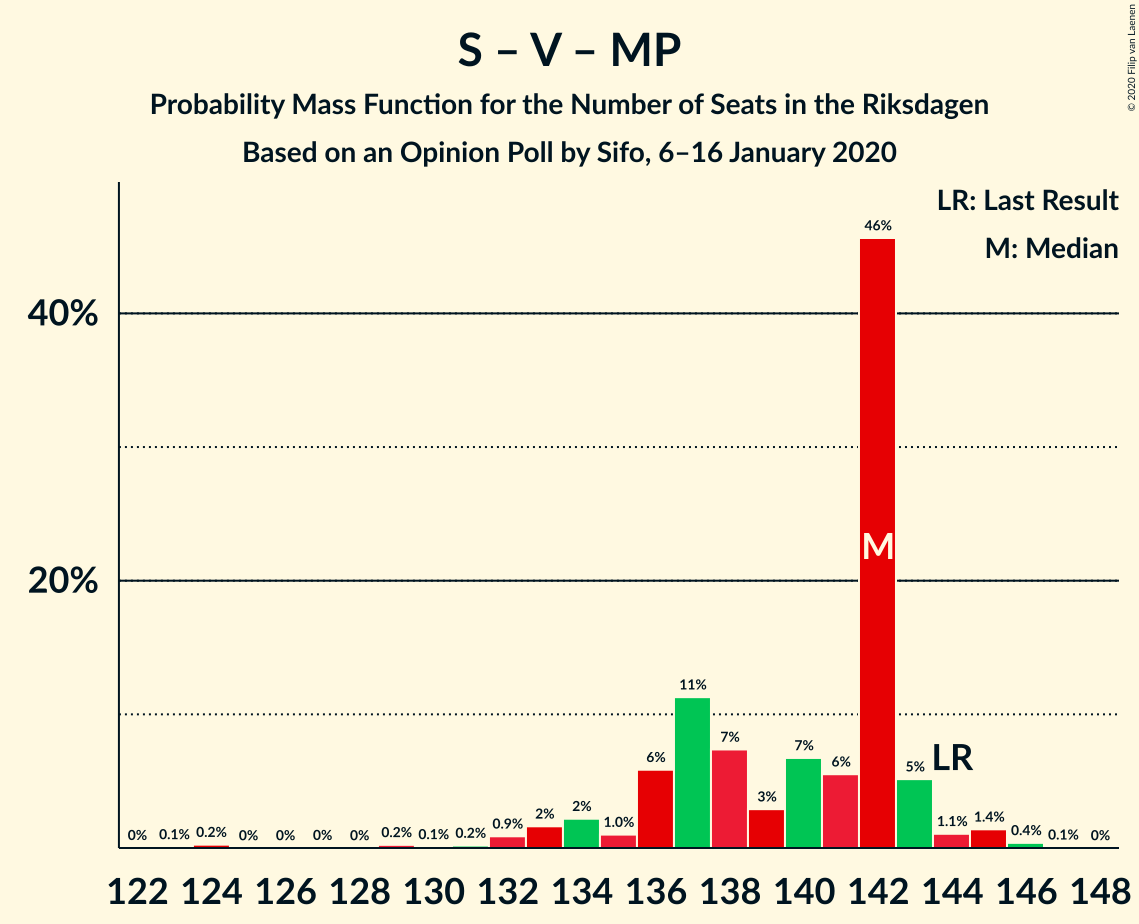 S – V – MP
Probability Mass Function for the Number of Seats in the Riksdagen
Based on an Opinion Poll by Sifo, 6–16 January 2020
© 2020 Filip van Laenen
LR: Last Result
M: Median
46%
40%
M
20%
11%
7%
7%
LR
6%
6%
5%
3%
2%
2%
0% 0.1% 0.2% 0% 0% 0% 0% 0.2% 0.1% 0.2% 0.9% 1.0% 1.1% 1.4% 0.4% 0.1% 0%
122 124 126 128 130 132 134 136 138 140 142 144 146 148